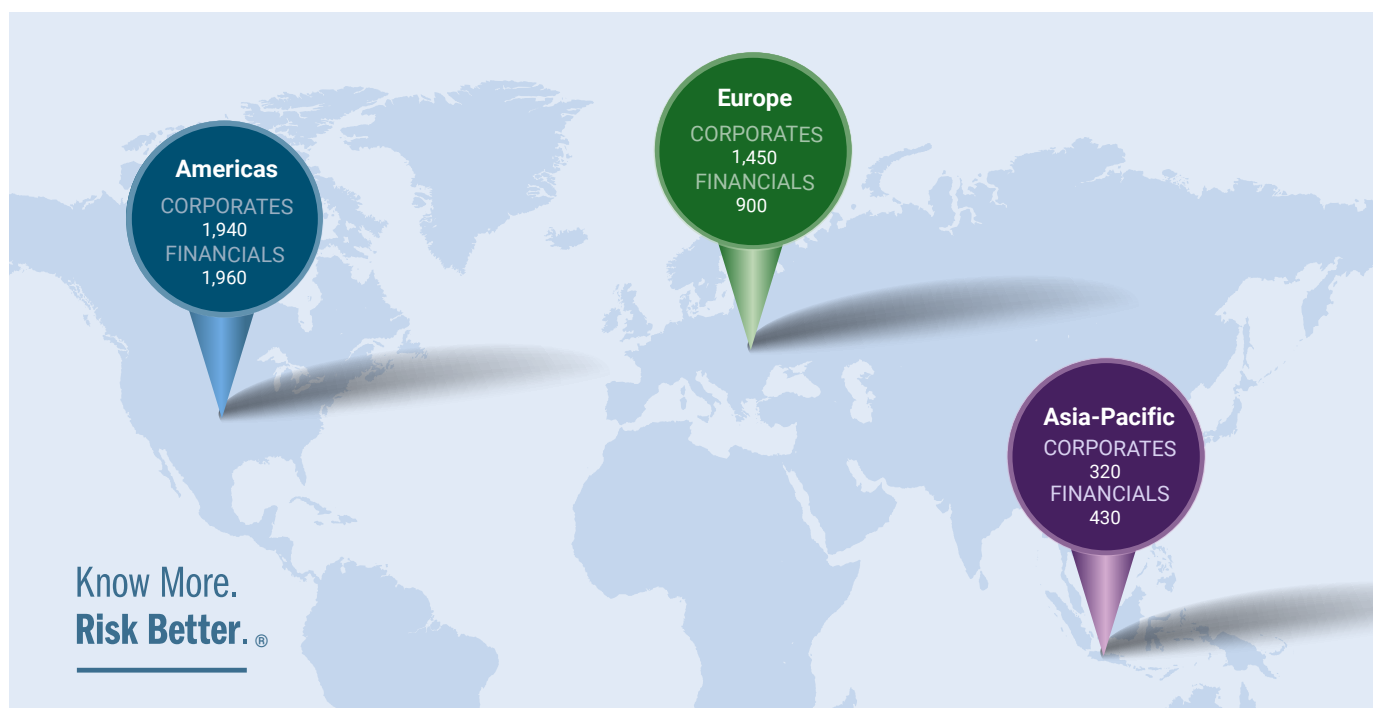 Americas
CORPORATES
1,940
FINANCIALS
1,960
Europe
CORPORATES
1,450
FINANCIALS
900
Asia-Pacific
CORPORATES
320
FINANCIALS
430
Know More.
Risk Better. ®